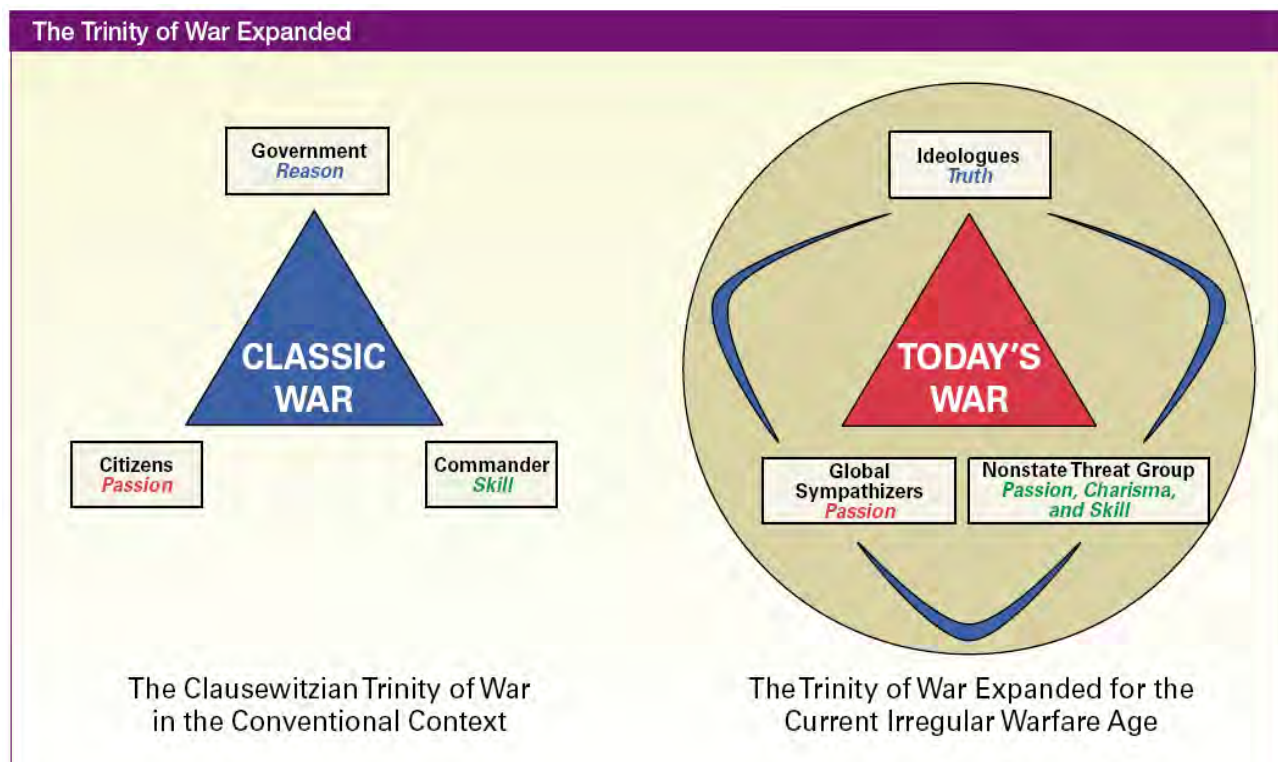 The Trinity of War Expanded
Government
Reason
CLASSIC
WAR
Citizens
Passion
Commander
Skill
The Clausewitzian Trinity of War
in the Conventional Context
Ideologues
Truth
TODAY'S
WAR
Global
Sympathizers
Passion
Nonstate Threat Group
Passion, Charisma,
and Skill
The Trinity of War Expanded for the
Current Irregular Warfare Age